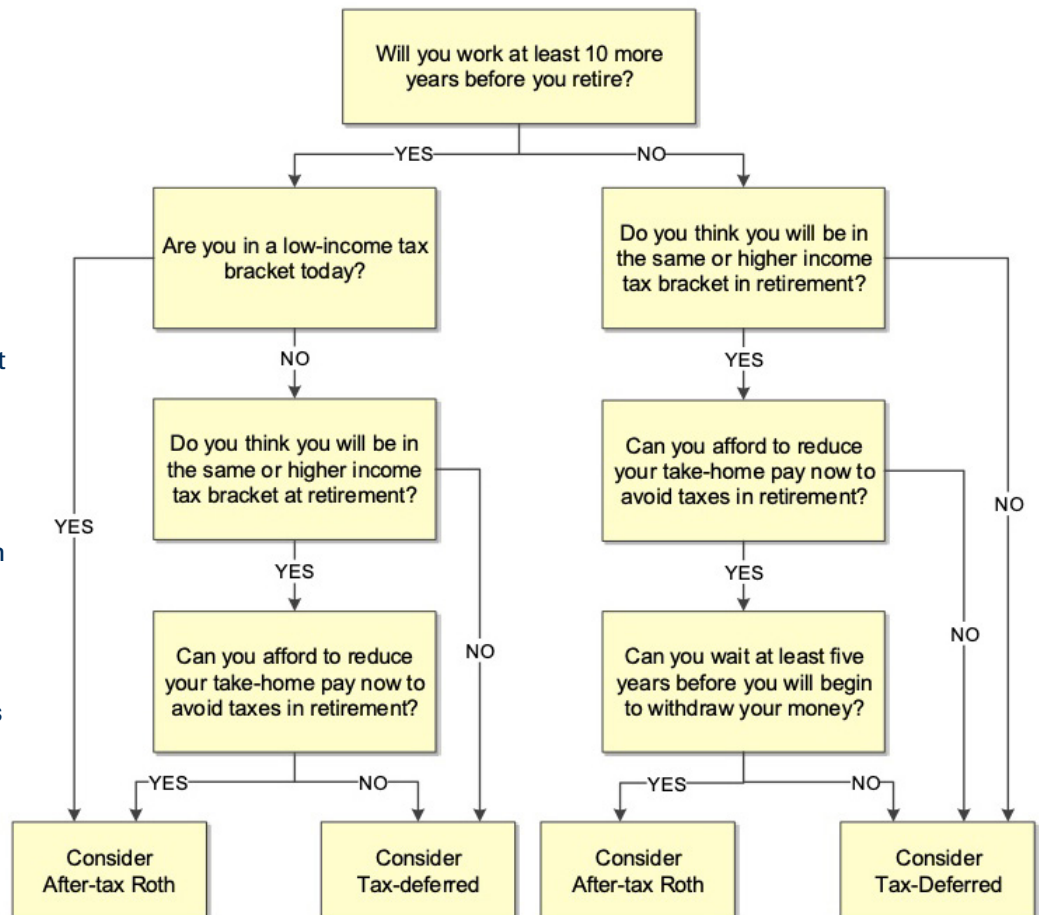 Will you work at least 10 more
years before you retire?
YES
NO
Are you in a low-income tax
bracket today?
Do you think you will be in
the same or higher income
tax bracket in retirement?
t
NO
YES
Do you think you will be in
the same or higher income
tax bracket at retirement?
Can you afford to reduce
your take-home pay now to
avoid taxes in retirement?
YES
NO
n
YES
YES
NO
NO
Can you afford to reduce
your take-home pay now to
avoid taxes in retirement?
Can you wait at least five
years before you will begin
to withdraw your money?
s
YES
NO
YES
NO
Consider
After-tax Roth
Consider
Tax-deferred
Consider
After-tax Roth
Consider
Tax-Deferred